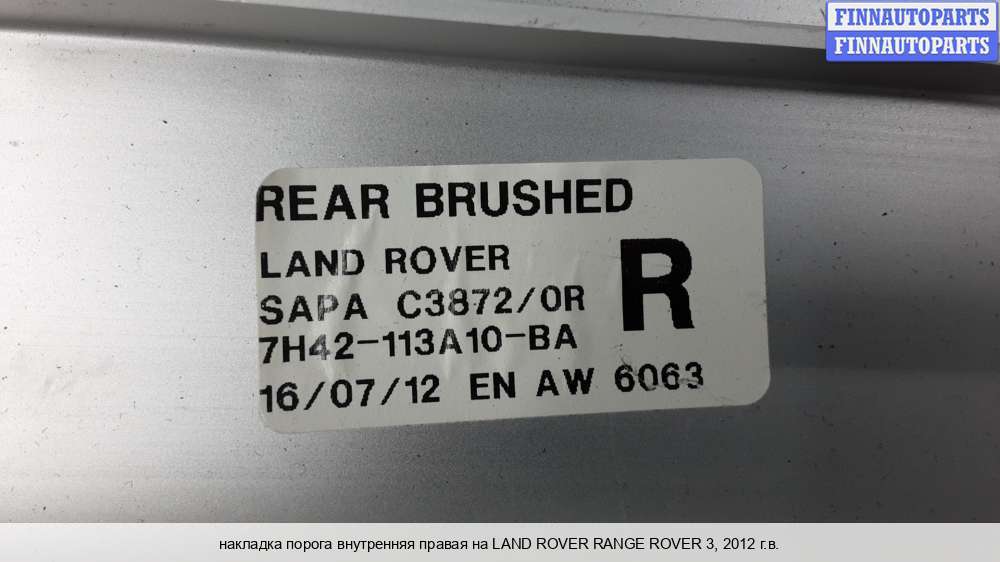 FINNAUTOPARTS
FINNAUTOPARTS
REAR BRUSHED
LAND ROVER
SAPA C3872/OR
7H42-113A10-BA
16/07/12 EN AW 6063
R
накладка порога внутренняя правая на LAND ROVER RANGE ROVER 3, 2012 г.в.